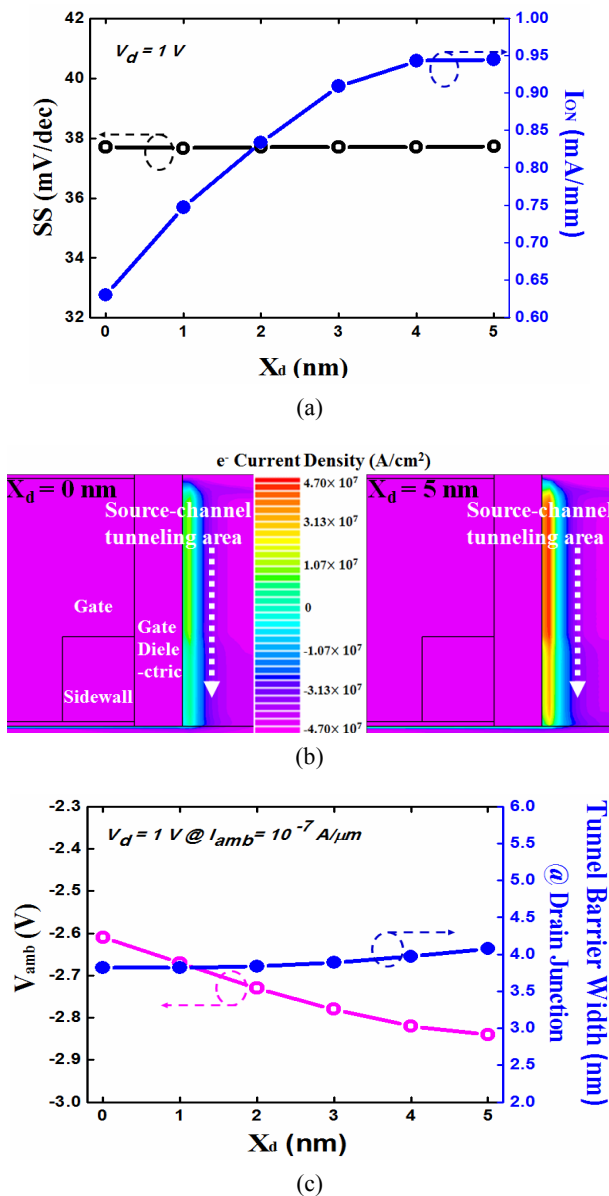 42
40
38
36
34
32
SS (mV/dec)
V_d = 1 V
1.00
0.95
0.90
0.85
0.80
0.75
0.70
0.65
0.60
I_ON (mA/mm)
0 1 2 3 4 5
X_d (nm)
(a)
e⁻ Current Density (A/cm²)
X_d = 0 nm
Source-channel
tunneling area
Gate
Gate
Diele
-ctric
Sidewall
4.70× 10⁷
3.13× 10⁷
1.07× 10⁷
0
-1.07× 10⁷
-3.13× 10⁷
-4.70× 10⁷
X_d = 5 nm
Source-channel
tunneling area
(b)
-2.3
-2.4
-2.5
-2.6
-2.7
-2.8
-2.9
-3.0
V_amb (V)
V_d = 1 V @ I_amb = 10⁻⁷ A/μm
6.0
5.5
5.0
4.5
4.0
3.5
3.0
2.5
2.0
Tunnel Barrier Width
@ Drain Junction (nm)
0 1 2 3 4 5
X_d (nm)
(c)